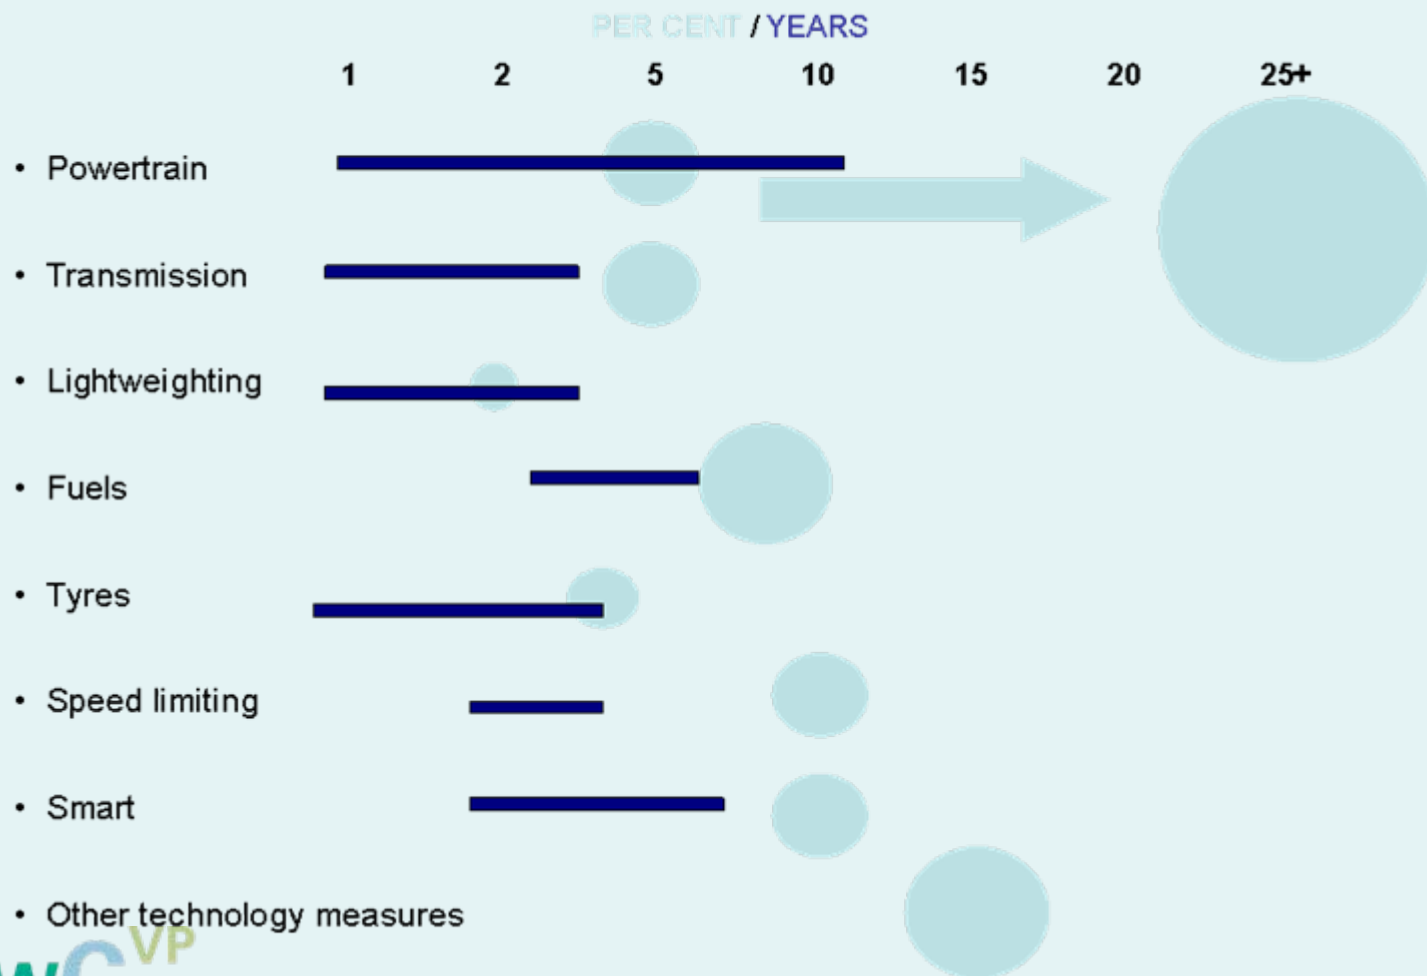 PER CENT / YEARS
1 2 5 10 15 20 25+
• Powertrain
• Transmission
• Lightweighting
• Fuels
• Tyres
• Speed limiting
• Smart
• Other technology measures
wCVP